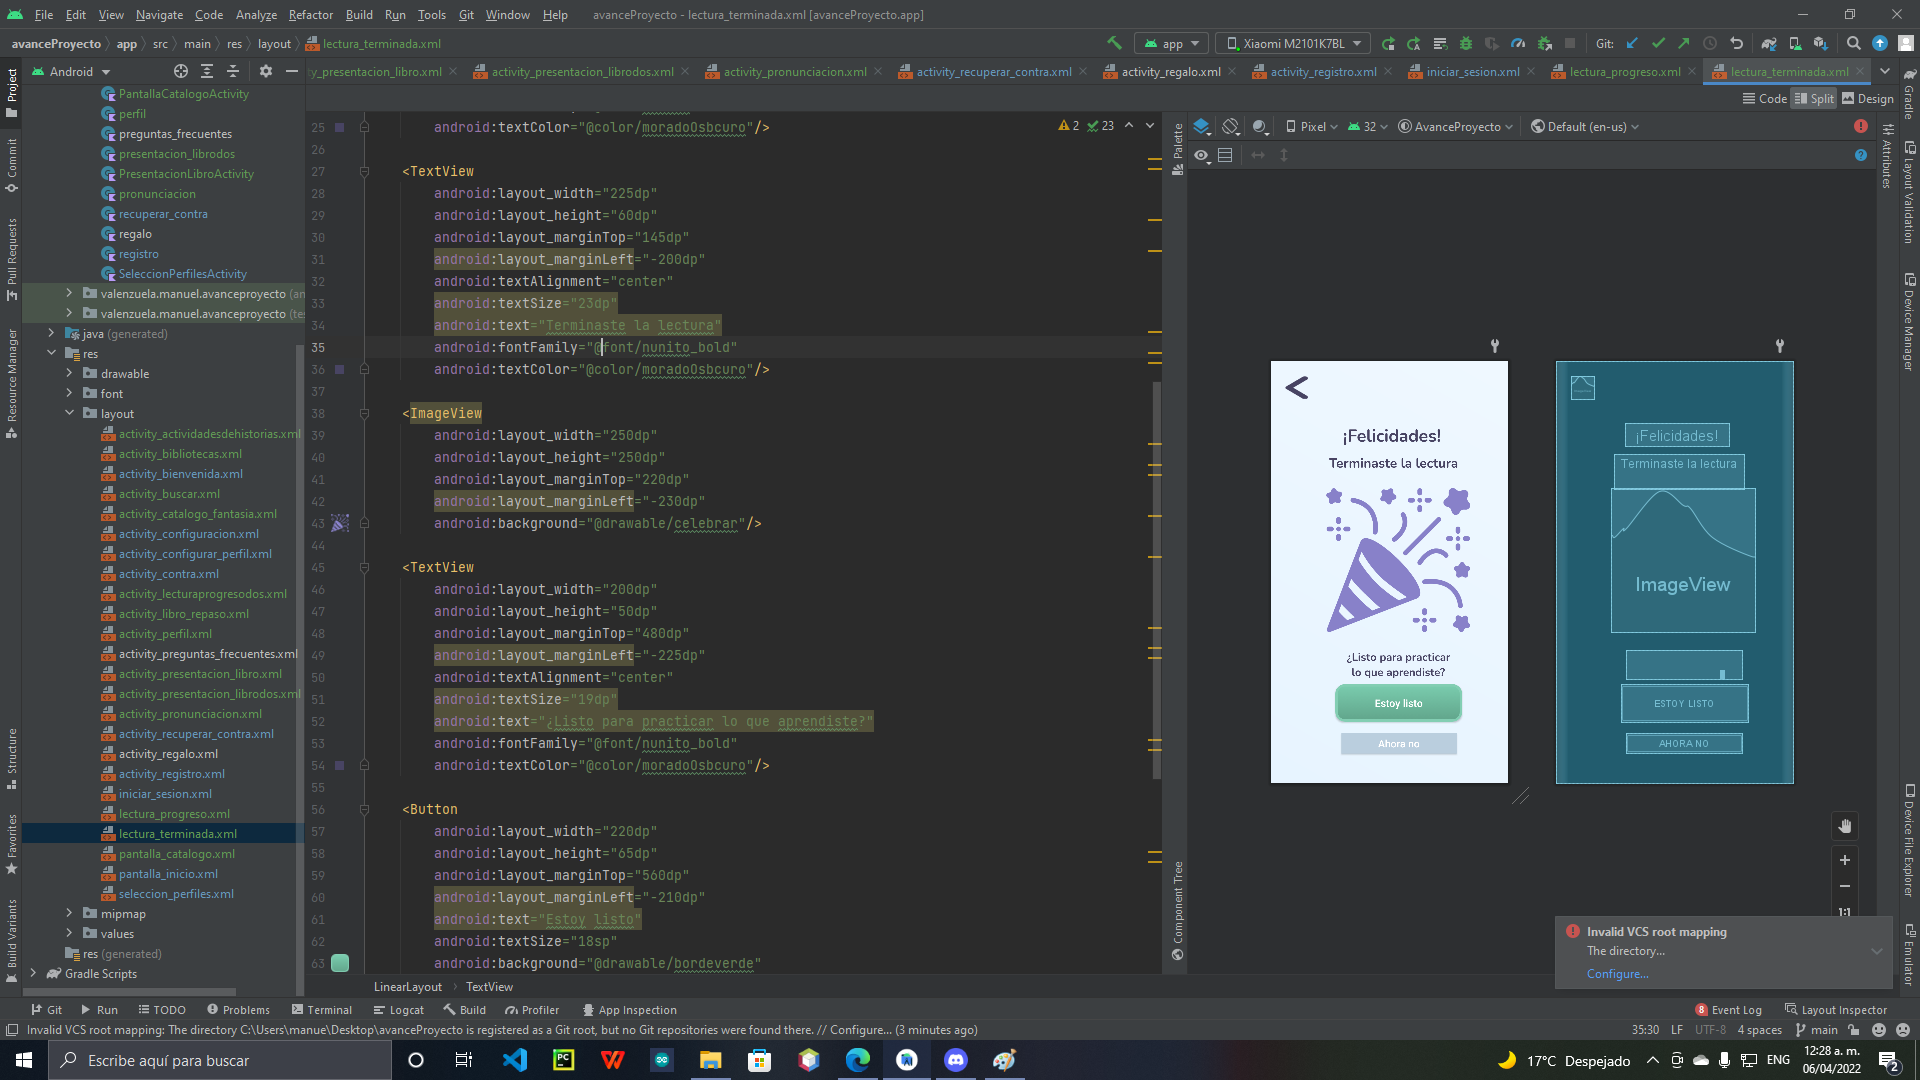 File Edit View Navigate Code Analyze Refactor Build Run Tools Git Window Help avanceProyecto - lectura_terminada.xml [avanceProyecto.app]
avanceProyecto app src main res layout lectura_terminada.xml app Xiaomi M2101K7BL Git:
Android
ty_presentacion_libro.xml activity_presentacion_librodos.xml activity_pronunciacion.xml activity_recuperar_contra.xml activity_regalo.xml activity_registro.xml iniciar_sesion.xml lectura_progreso.xml lectura_terminada.xml
Code Split Design
Project
Commit
Pull Requests
Resource Manager
Structure
Favorites
Build Variants
PantallaCatalogoActivity
perfil
preguntas_frecuentes
presentacion_librodos
PresentacionLibroActivity
pronunciacion
recuperar_contra
regalo
registro
SeleccionPerfilesActivity
valenzuela.manuel.avanceproyecto (an
valenzuela.manuel.avanceproyecto (te
java (generated)
res
drawable
font
layout
activity_actividadesdehistorias.xml
activity_bibliotecas.xml
activity_bienvenida.xml
activity_buscar.xml
activity_catalogo_fantasia.xml
activity_configuracion.xml
activity_configurar_perfil.xml
activity_contra.xml
activity_lecturaprogresodos.xml
activity_libro_repaso.xml
activity_perfil.xml
activity_preguntas_frecuentes.xml
activity_presentacion_libro.xml
activity_presentacion_librodos.xml
activity_pronunciacion.xml
activity_recuperar_contra.xml
activity_regalo.xml
activity_registro.xml
iniciar_sesion.xml
lectura_progreso.xml
lectura_terminada.xml
pantalla_catalogo.xml
pantalla_inicio.xml
seleccion_perfiles.xml
mipmap
values
res (generated)
Gradle Scripts
2 23
25 android:textColor="@color/moradoOsbcuro"/>
26
27 <TextView
28 android:layout_width="225dp"
29 android:layout_height="60dp"
30 android:layout_marginTop="145dp"
31 android:layout_marginLeft="-200dp"
32 android:textAlignment="center"
33 android:textSize="23dp"
34 android:text="Terminaste la lectura"
35 android:fontFamily="@font/nunito_bold"
36 android:textColor="@color/moradoOsbcuro"/>
37
38 <ImageView
39 android:layout_width="250dp"
40 android:layout_height="250dp"
41 android:layout_marginTop="220dp"
42 android:layout_marginLeft="-230dp"
43 android:background="@drawable/celebrar"/>
44
45 <TextView
46 android:layout_width="200dp"
47 android:layout_height="50dp"
48 android:layout_marginTop="480dp"
49 android:layout_marginLeft="-225dp"
50 android:textAlignment="center"
51 android:textSize="19dp"
52 android:text="¿Listo para practicar lo que aprendiste?"
53 android:fontFamily="@font/nunito_bold"
54 android:textColor="@color/moradoOsbcuro"/>
55
56 <Button
57 android:layout_width="220dp"
58 android:layout_height="65dp"
59 android:layout_marginTop="560dp"
60 android:layout_marginLeft="-210dp"
61 android:text="Estoy listo"
62 android:textSize="18sp"
63 android:background="@drawable/bordeverde"
LinearLayout TextView
Palette
Component Tree
Pixel 32 AvanceProyecto Default (en-us)
¡Felicidades!
Terminaste la lectura
¿Listo para practicar
lo que aprendiste?
Estoy listo
Ahora no
¡Felicidades!
Terminaste la lectura
ImageView
ESTOY LISTO
AHORA NO
1:1
Invalid VCS root mapping
The directory...
Configure...
Gradle
Attributes
Layout Validation
Device Manager
Device File Explorer
Emulator
Git Run TODO Problems Terminal Logcat Build Profiler App Inspection 8 Event Log Layout Inspector
Invalid VCS root mapping: The directory C:\Users\manue\Desktop\avanceProyecto is registered as a Git root, but no Git repositories were found there. // Configure... (3 minutes ago) 35:30 LF UTF-8 4 spaces main
Escribe aquí para buscar
17°C Despejado ENG 12:28 a. m.
06/04/2022
2